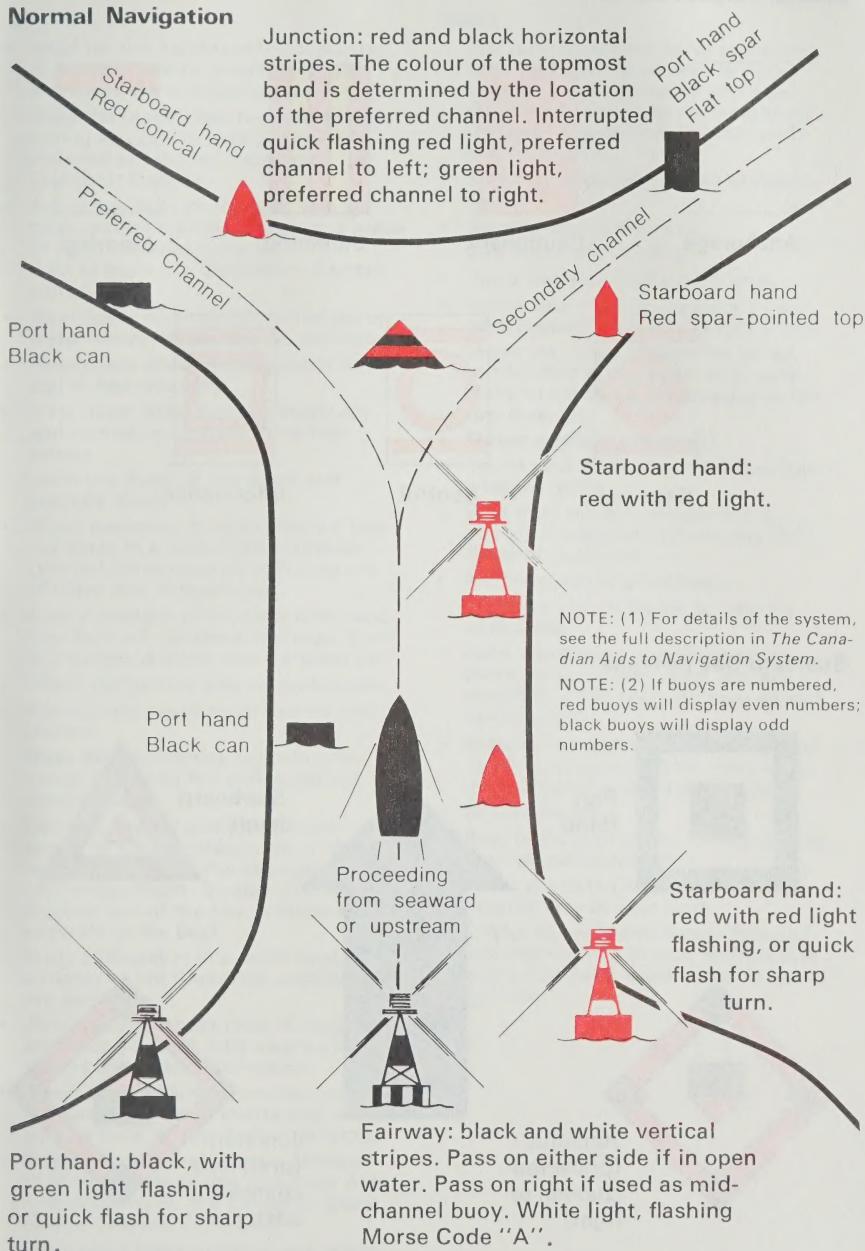 Normal Navigation
Junction: red and black horizontal
stripes. The colour of the topmost
band is determined by the location
of the preferred channel. Interrupted
quick flashing red light, preferred
channel to left; green light,
preferred channel to right.
Starboard hand
Red conical
Port hand
Black spar
Flat top
Preferred Channel
Secondary channel
Port hand
Black can
Starboard hand
Red spar-pointed top
Starboard hand:
red with red light.
NOTE: (1) For details of the system,
see the full description in The Cana-
dian Aids to Navigation System.
NOTE: (2) If buoys are numbered,
red buoys will display even numbers;
black buoys will display odd
numbers.
Port hand
Black can
Proceeding
from seaward
or upstream
Starboard hand:
red with red light
flashing, or quick
flash for sharp
turn.
Port hand: black, with
green light flashing,
or quick flash for sharp
turn.
Fairway: black and white vertical
stripes. Pass on either side if in open
water. Pass on right if used as mid-
channel buoy. White light, flashing
Morse Code "A".